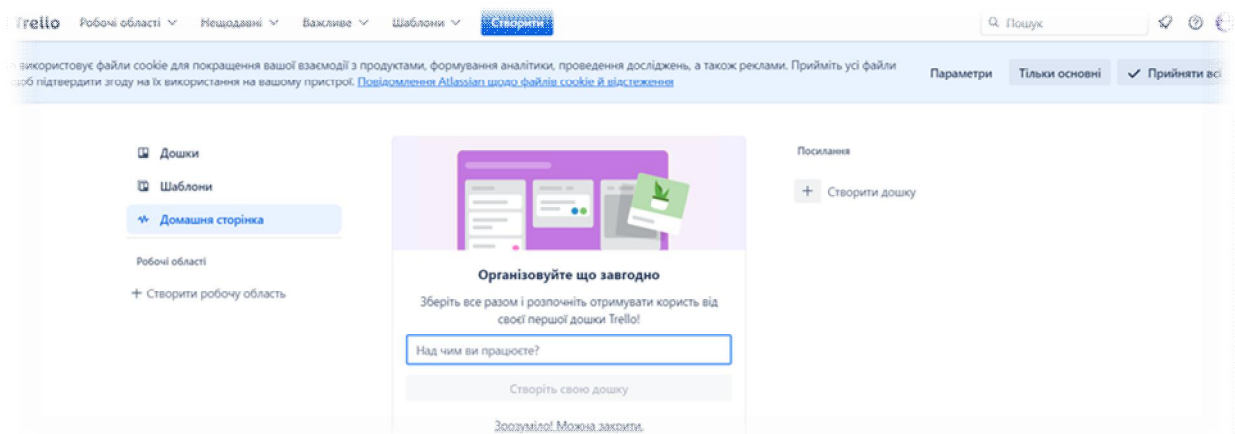 Trello Робочі області Нещодавні Важливе Шаблони Створити Пошук
використовує файли cookie для покращення вашої взаємодії з продуктами, формування аналітики, проведення досліджень, а також реклами. Прийміть усі файли
щоб підтвердити згоду на їх використання на вашому пристрої. Повідомлення Atlassian щодо файлів cookie й відстеження
Параметри Тільки основні Прийняти всі
Дошки
Шаблони
Домашня сторінка
Робочі області
+ Створити робочу область
Організовуйте що завгодно
Зберіть все разом і розпочніть отримувати користь від
своєї першої дошки Trello!
Над чим ви працюєте?
Створіть свою дошку
Зрозуміло! Можна закрити.
Посилання
+ Створити дошку